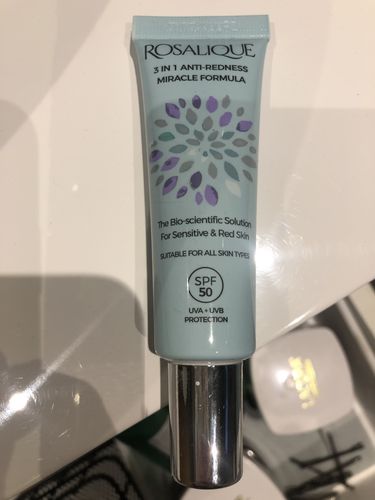 ROSALIQUE
3 IN 1 ANTI-REDNESS
MIRACLE FORMULA
The Bio-scientific Solution
For Sensitive & Red Skin
SUITABLE FOR ALL SKIN TYPES
SPF
50
UVA + UVB
PROTECTION